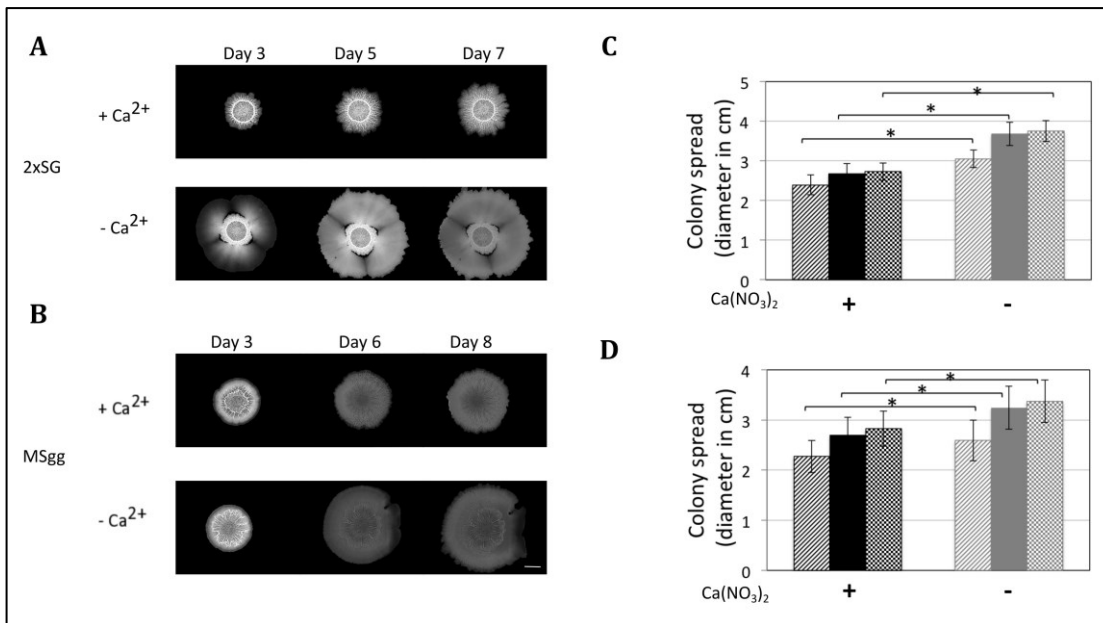 A
Day 3 Day 5 Day 7
+ Ca²⁺
2xSG
- Ca²⁺
B
Day 3 Day 6 Day 8
+ Ca²⁺
MSgg
- Ca²⁺
C
Colony spread
(diameter in cm)
5
4
3
2
1
0
* * *
Ca(NO₃)₂ + -
D
Colony spread
(diameter in cm)
4
3
2
1
0
* * *
Ca(NO₃)₂ + -